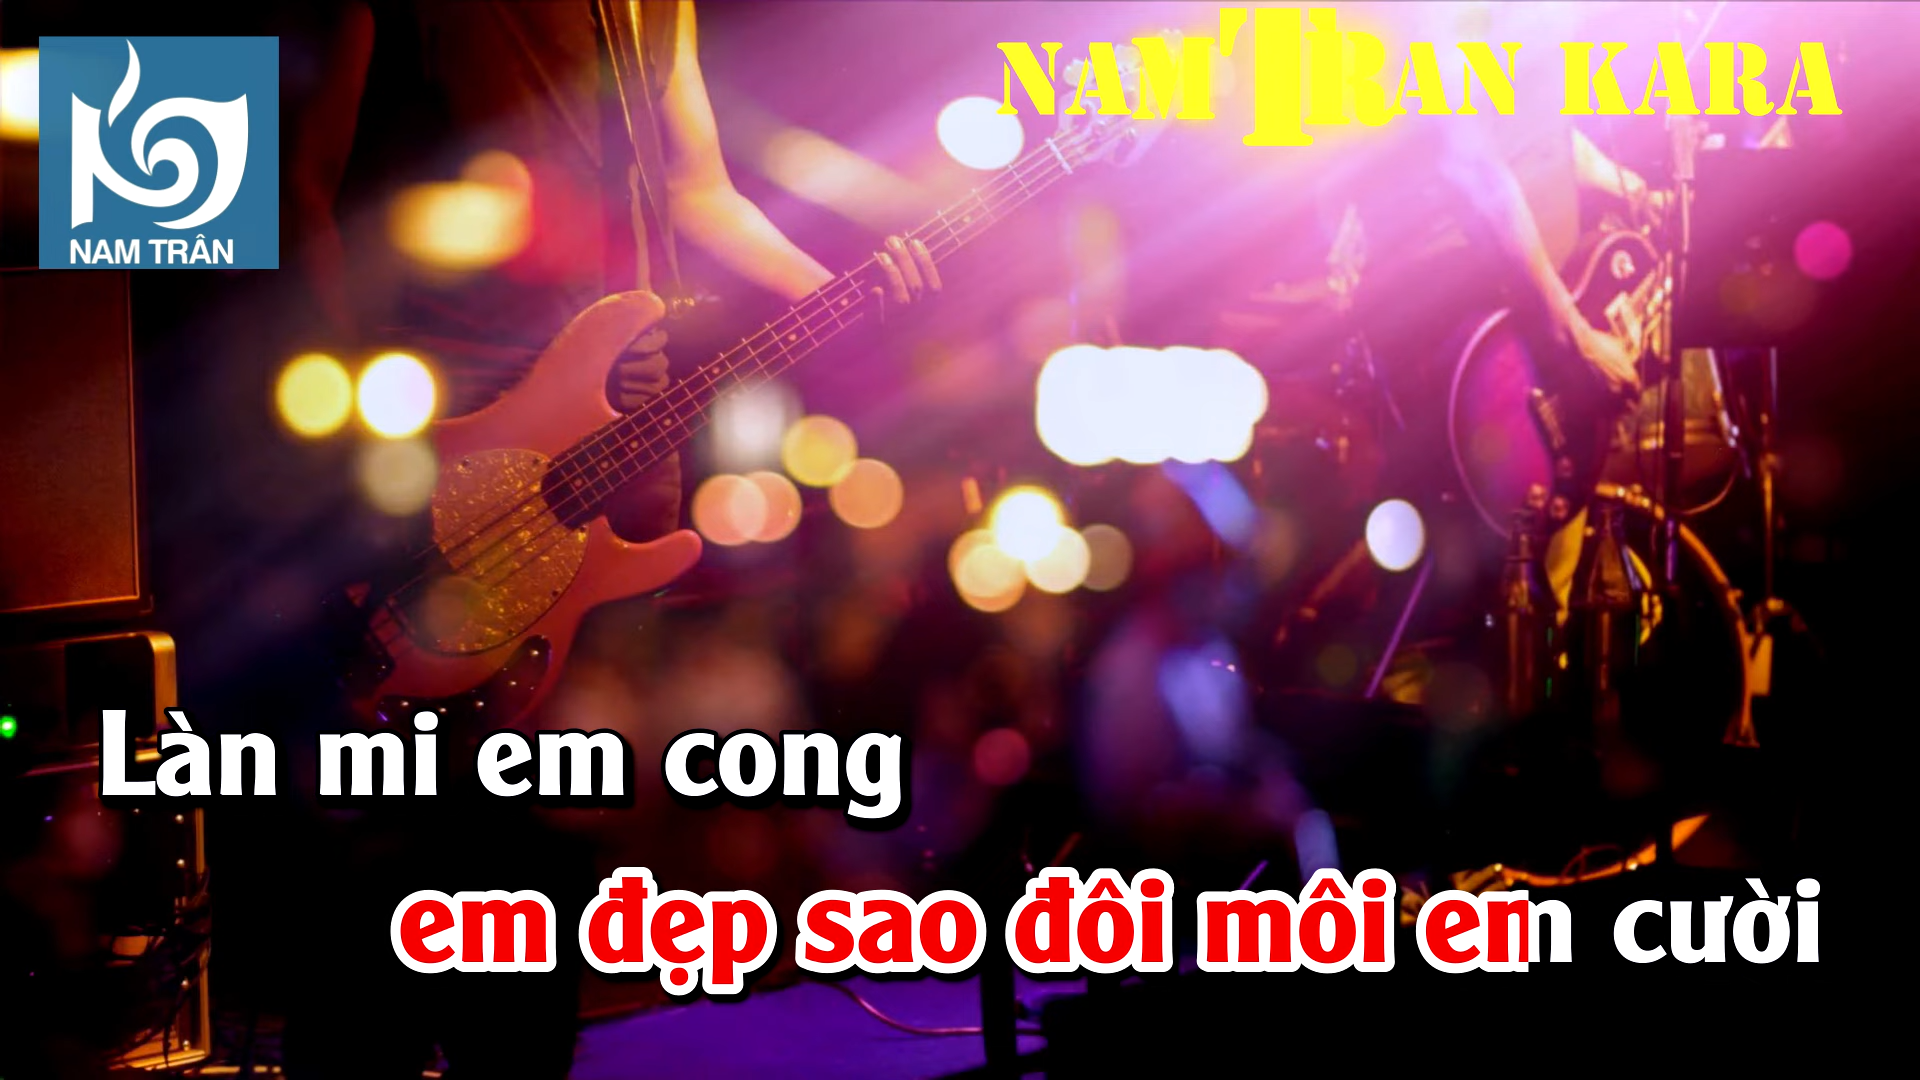 NAM TRAN KARA
NAM TRÂN
Làn mi em cong
em đẹp sao đôi môi em cười